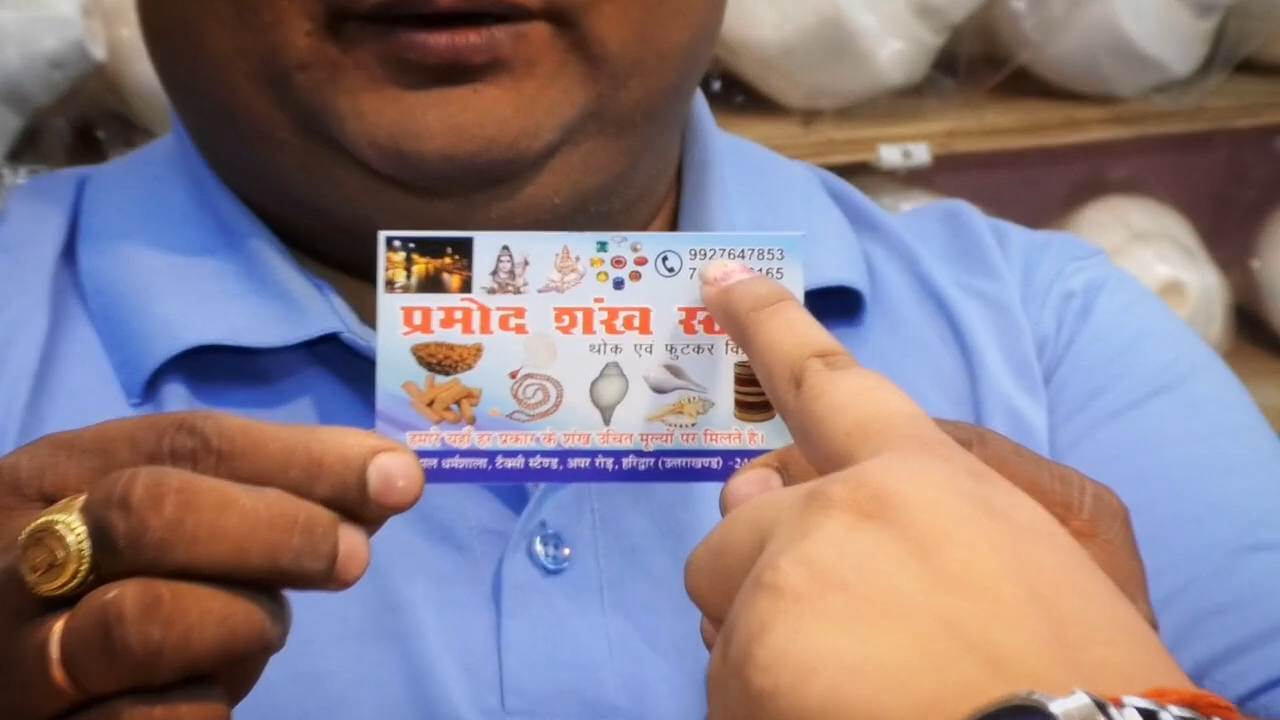 9927647853
प्रमोद शंख
थोक एवं फुटकर
हमारे यहाँ हर प्रकार के शंख उचित मूल्यों पर मिलते है।
धर्मशाला, टैक्सी स्टैण्ड, अपर रोड़, हरिद्वार (उत्तराखण्ड)